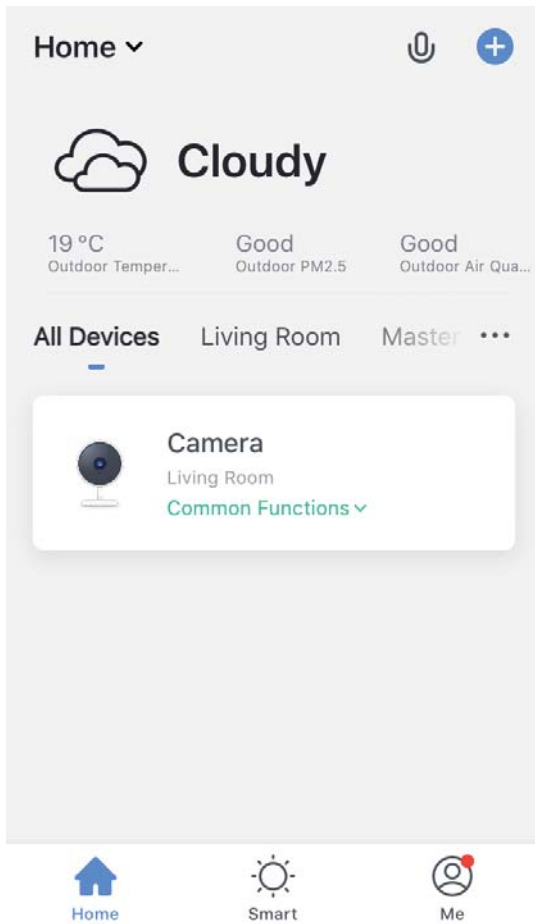 Home
Cloudy
19 °C Good Good
Outdoor Temper... Outdoor PM2.5 Outdoor Air Qua...
All Devices Living Room Master ···
Camera
Living Room
Common Functions
Home Smart Me